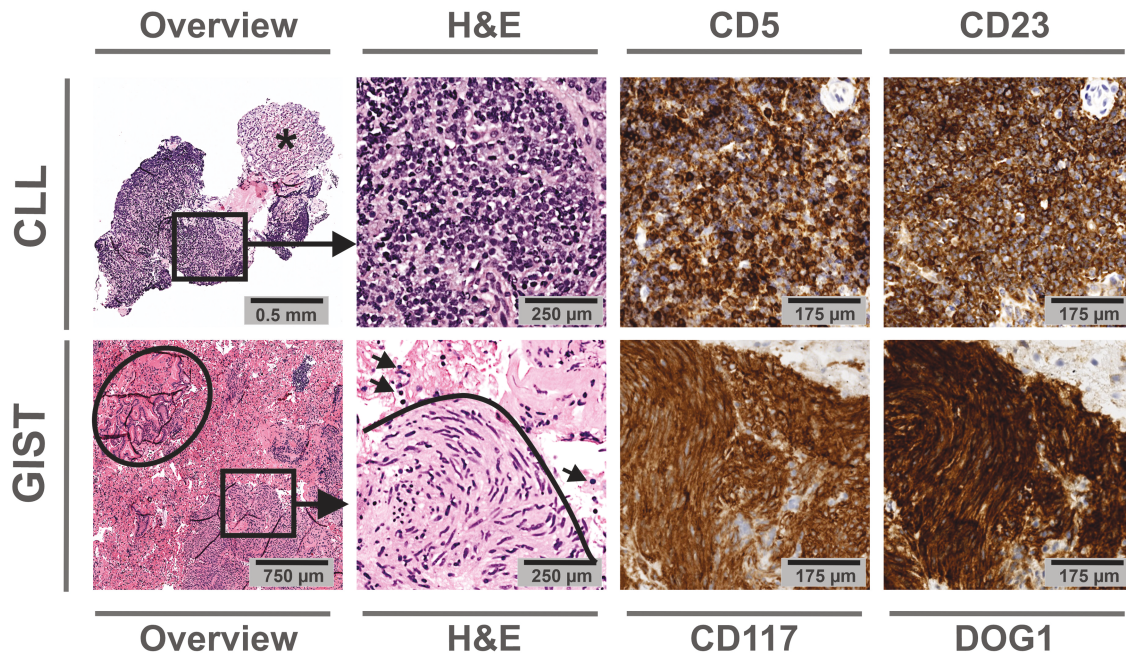 Overview H&E CD5 CD23
CLL
*
0.5 mm 250 µm 175 µm 175 µm
GIST
750 µm 250 µm 175 µm 175 µm
Overview H&E CD117 DOG1